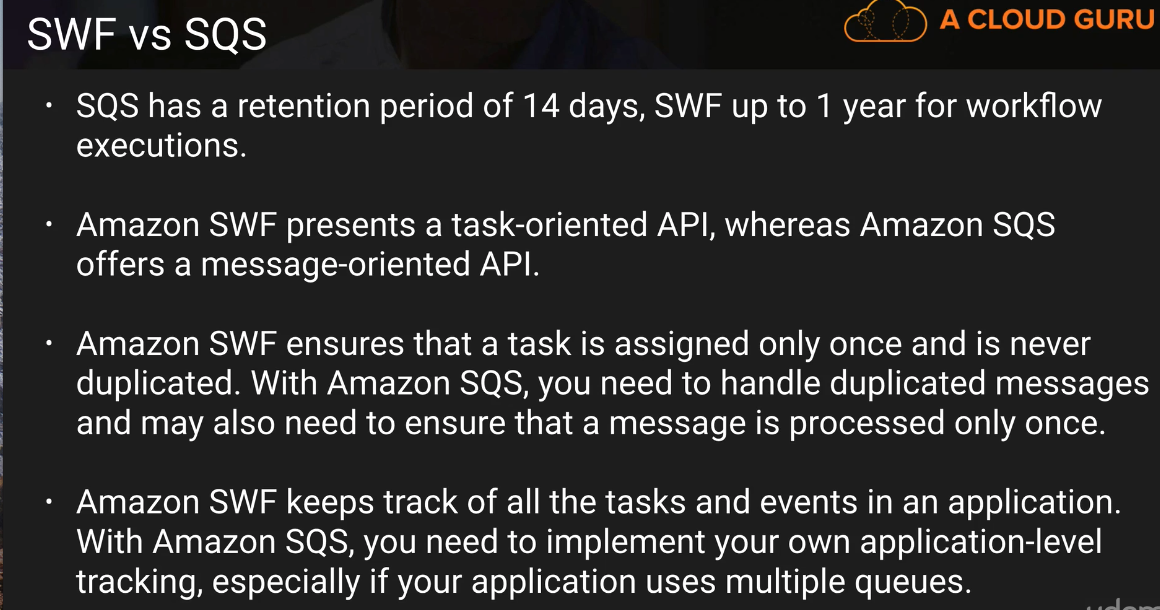 SWF vs SQS
A CLOUD GURU
• SQS has a retention period of 14 days, SWF up to 1 year for workflow
executions.
• Amazon SWF presents a task-oriented API, whereas Amazon SQS
offers a message-oriented API.
• Amazon SWF ensures that a task is assigned only once and is never
duplicated. With Amazon SQS, you need to handle duplicated messages
and may also need to ensure that a message is processed only once.
• Amazon SWF keeps track of all the tasks and events in an application.
With Amazon SQS, you need to implement your own application-level
tracking, especially if your application uses multiple queues.